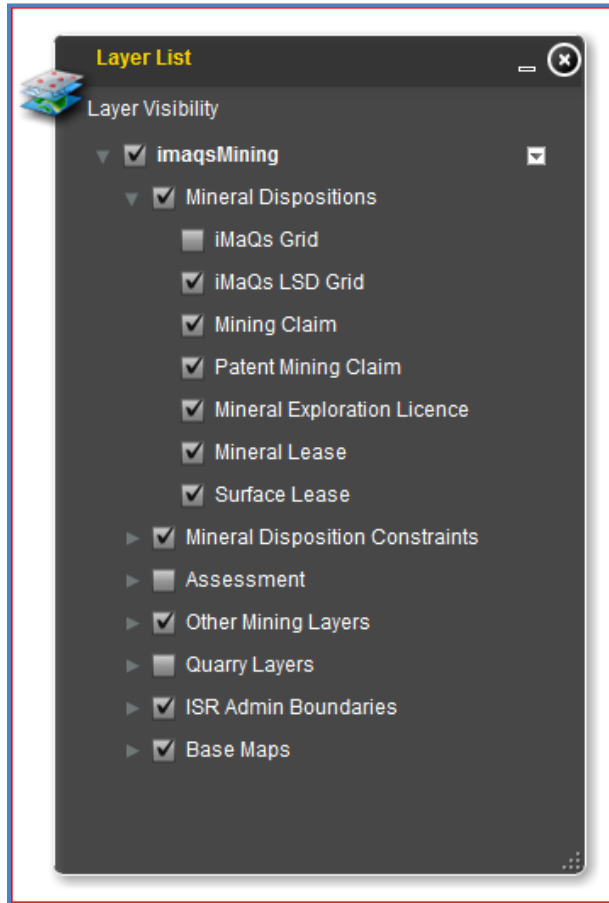 Layer List
Layer Visibility
imaqsMining
Mineral Dispositions
iMaQs Grid
iMaQs LSD Grid
Mining Claim
Patent Mining Claim
Mineral Exploration Licence
Mineral Lease
Surface Lease
Mineral Disposition Constraints
Assessment
Other Mining Layers
Quarry Layers
ISR Admin Boundaries
Base Maps